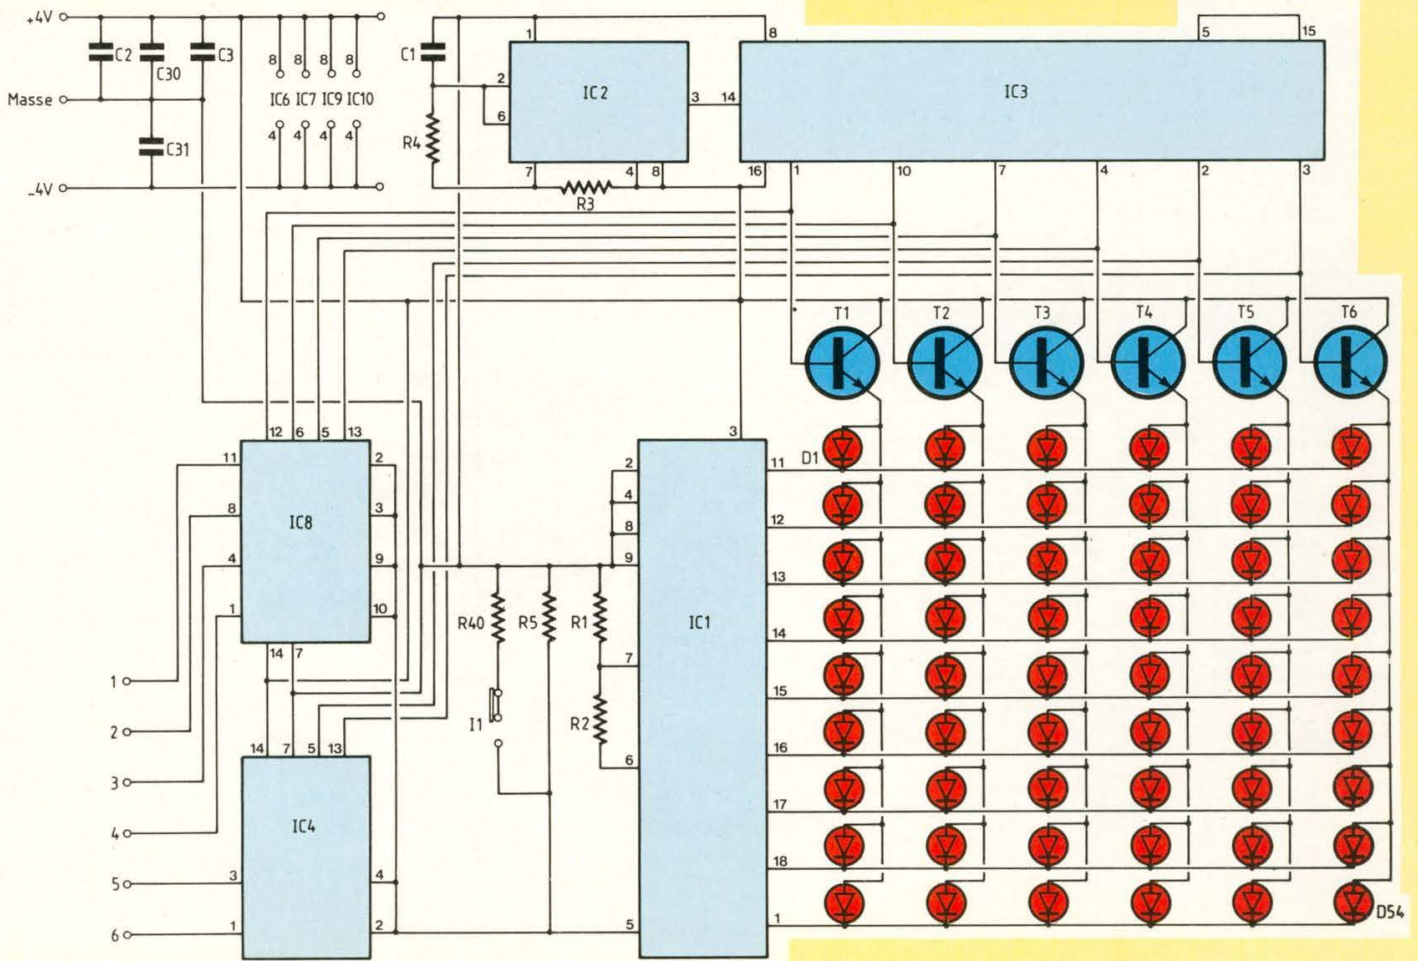 +4V
C2
C30
C3
8 8 8 8
IC6 IC7 IC9 IC10
4 4 4 4
Masse
C31
-4V
C1
R4
1
2
6
IC2
3
7
4
8
R3
8
5
15
14
IC3
16
1
10
7
4
2
3
T1
T2
T3
T4
T5
T6
12 6 5 13
11
8
4
1
IC8
2
3
9
10
14
7
1
2
3
4
5
6
14
7
5
13
3
1
IC4
4
2
R40
R5
R1
I1
R2
3
2
4
8
9
7
6
5
IC1
11
12
13
14
15
16
17
18
1
D1
D54